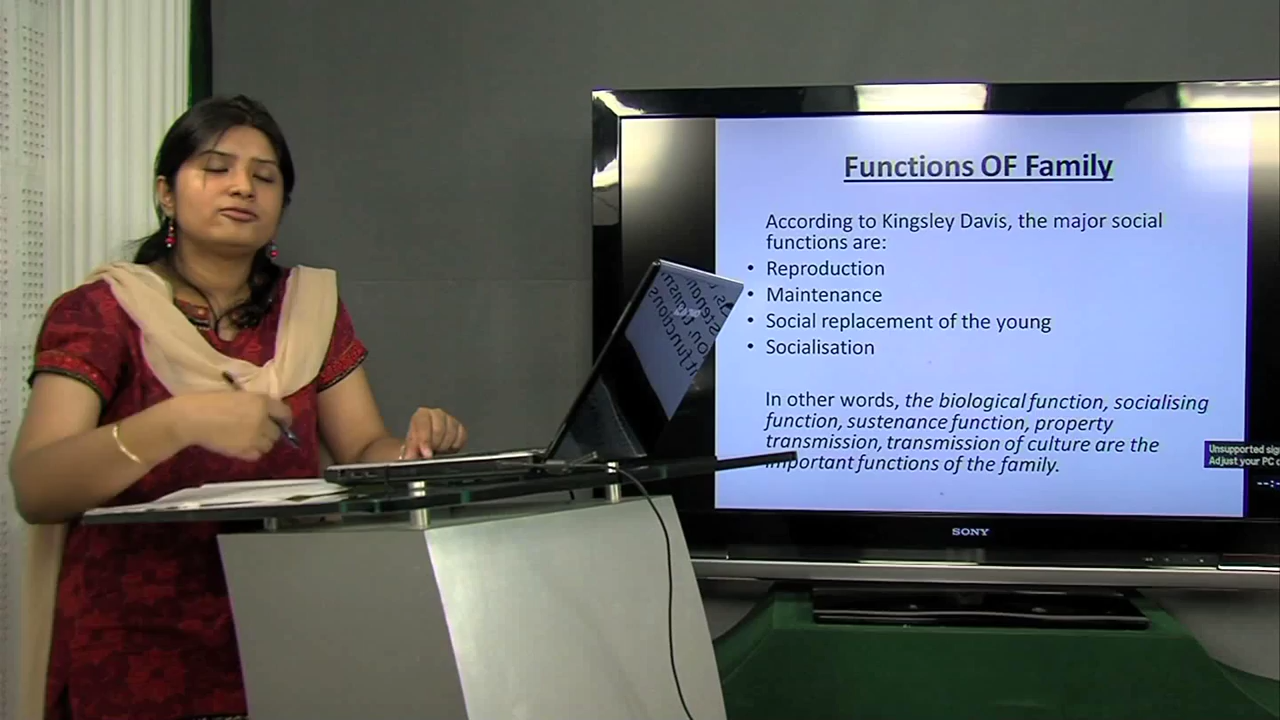 Functions OF Family
According to Kingsley Davis, the major social
functions are:
• Reproduction
• Maintenance
• Social replacement of the young
• Socialisation
In other words, the biological function, socialising
function, sustenance function, property
transmission, transmission of culture are the
important functions of the family.
Unsupported
Adjust your PC
SONY